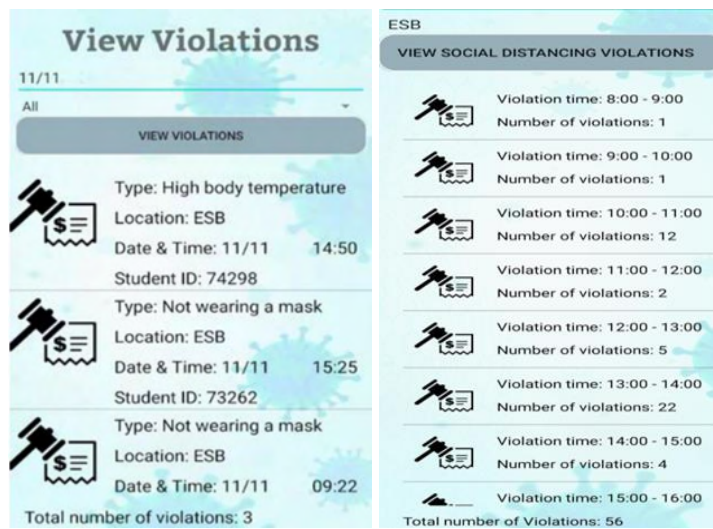 View Violations
11/11
All
VIEW VIOLATIONS
Type: High body temperature
Location: ESB
Date & Time: 11/11 14:50
Student ID: 74298
Type: Not wearing a mask
Location: ESB
Date & Time: 11/11 15:25
Student ID: 73262
Type: Not wearing a mask
Location: ESB
Date & Time: 11/11 09:22
Total number of violations: 3
ESB
VIEW SOCIAL DISTANCING VIOLATIONS
Violation time: 8:00 - 9:00
Number of violations: 1
Violation time: 9:00 - 10:00
Number of violations: 1
Violation time: 10:00 - 11:00
Number of violations: 12
Violation time: 11:00 - 12:00
Number of violations: 2
Violation time: 12:00 - 13:00
Number of violations: 5
Violation time: 13:00 - 14:00
Number of violations: 22
Violation time: 14:00 - 15:00
Number of violations: 4
Violation time: 15:00 - 16:00
Total number of Violations: 56